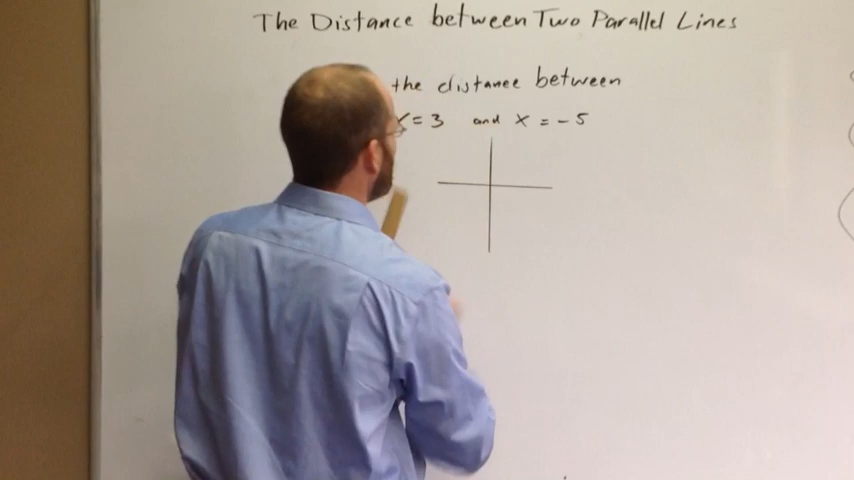 The Distance between Two Parallel Lines
the distance between
x = 3 and x = -5